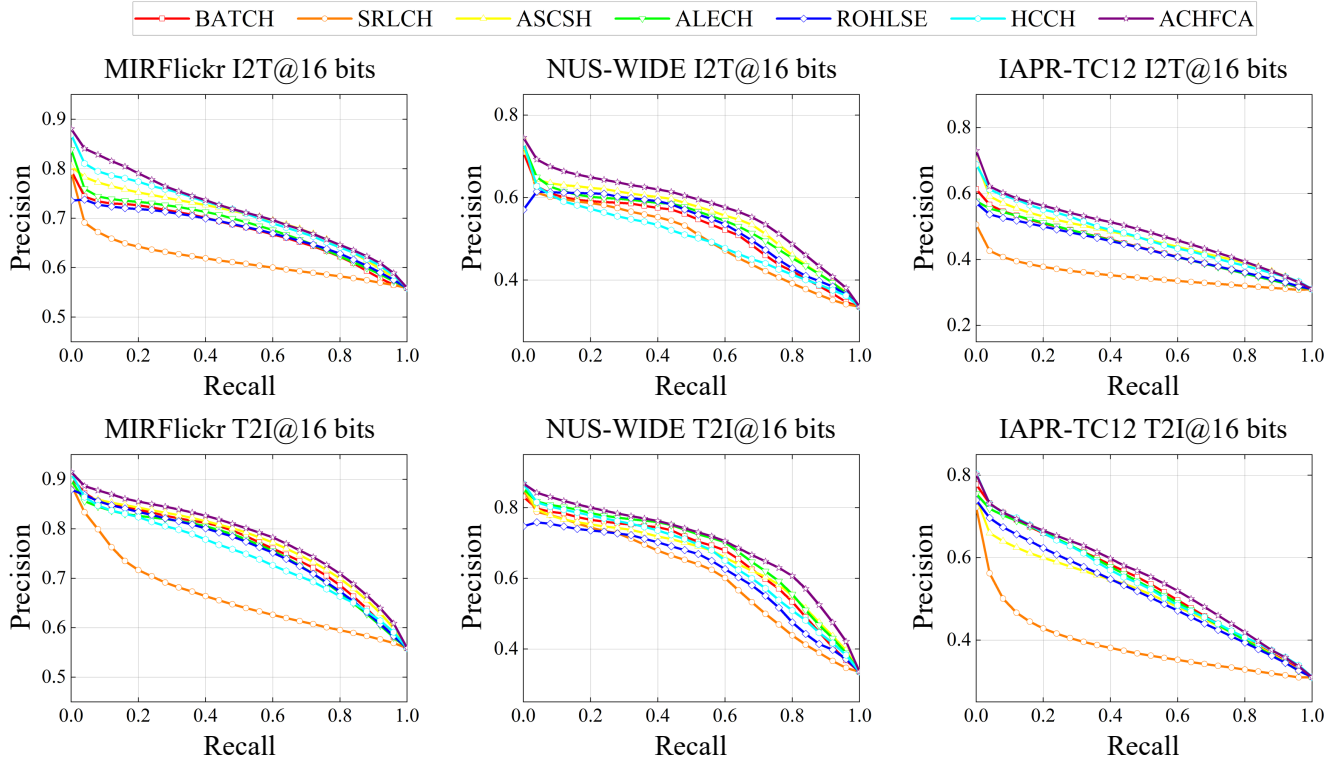 BATCH SRLCH ASCSH ALECH ROHLSE HCCH ACHFCA
MIRFlickr I2T@16 bits
0.9
0.8
0.7
0.6
0.5
Precision
0.0 0.2 0.4 0.6 0.8 1.0
Recall
NUS-WIDE I2T@16 bits
0.8
0.6
0.4
Precision
0.0 0.2 0.4 0.6 0.8 1.0
Recall
IAPR-TC12 I2T@16 bits
0.8
0.6
0.4
0.2
Precision
0.0 0.2 0.4 0.6 0.8 1.0
Recall
MIRFlickr T2I@16 bits
0.9
0.8
0.7
0.6
0.5
Precision
0.0 0.2 0.4 0.6 0.8 1.0
Recall
NUS-WIDE T2I@16 bits
0.8
0.6
0.4
Precision
0.0 0.2 0.4 0.6 0.8 1.0
Recall
IAPR-TC12 T2I@16 bits
0.8
0.6
0.4
Precision
0.0 0.2 0.4 0.6 0.8 1.0
Recall